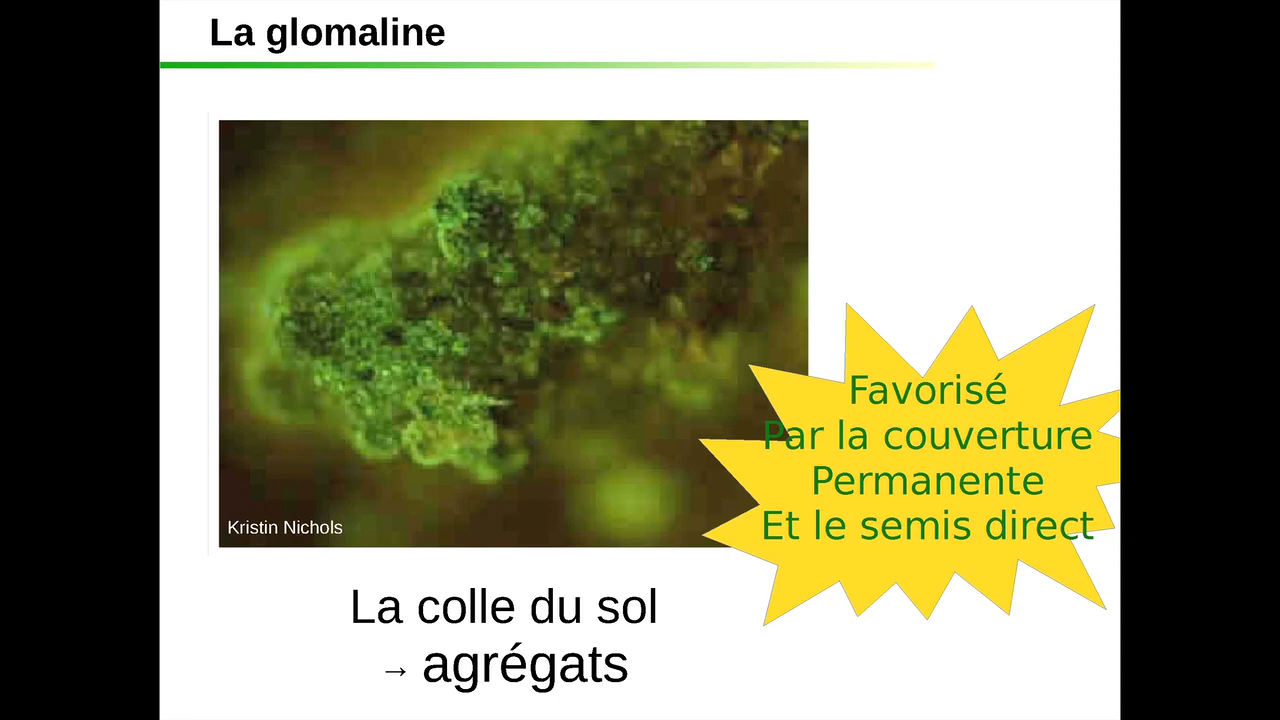 La glomaline
Kristin Nichols
Favorisé
Par la couverture
Permanente
Et le semis direct
La colle du sol
→ agrégats